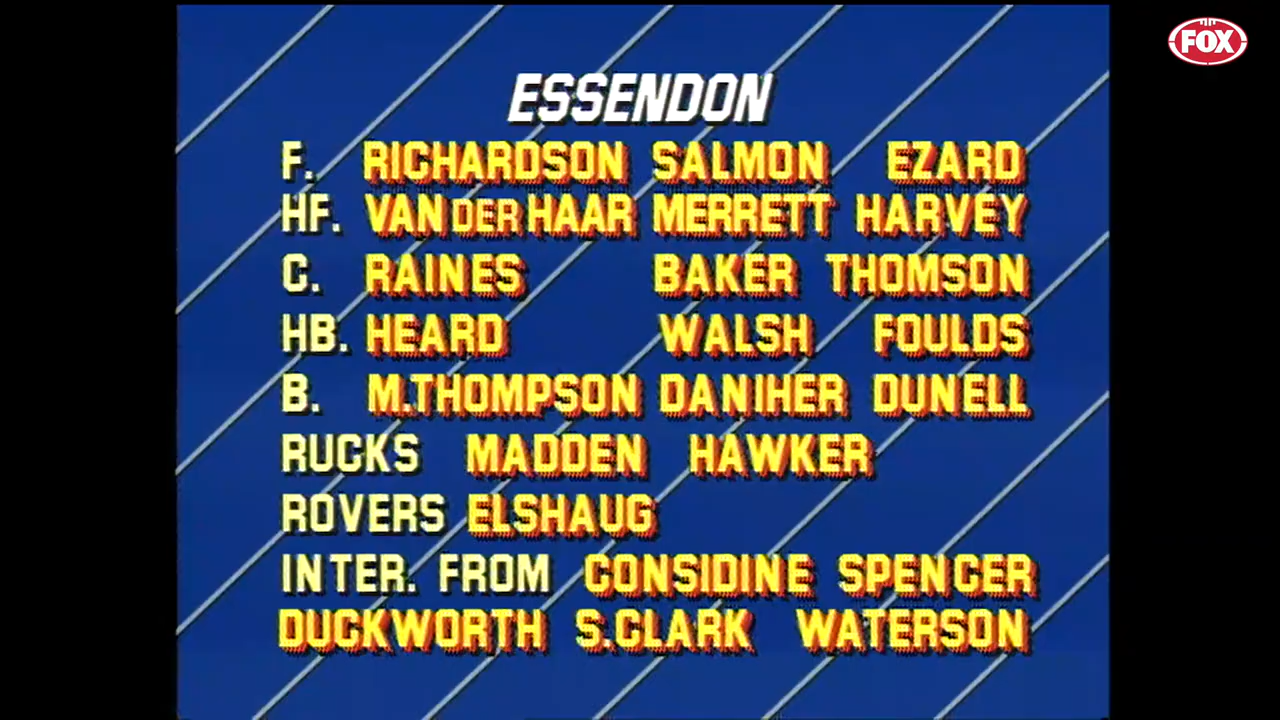 FOX
ESSENDON
F. RICHARDSON SALMON EZARD
HF. VAN DER HAAR MERRETT HARVEY
C. RAINES BAKER THOMSON
HB. HEARD WALSH FOULDS
B. M.THOMPSON DANIHER DUNELL
RUCKS MADDEN HAWKER
ROVERS ELSHAUG
INTER. FROM CONSIDINE SPENCER
DUCKWORTH S.CLARK WATERSON